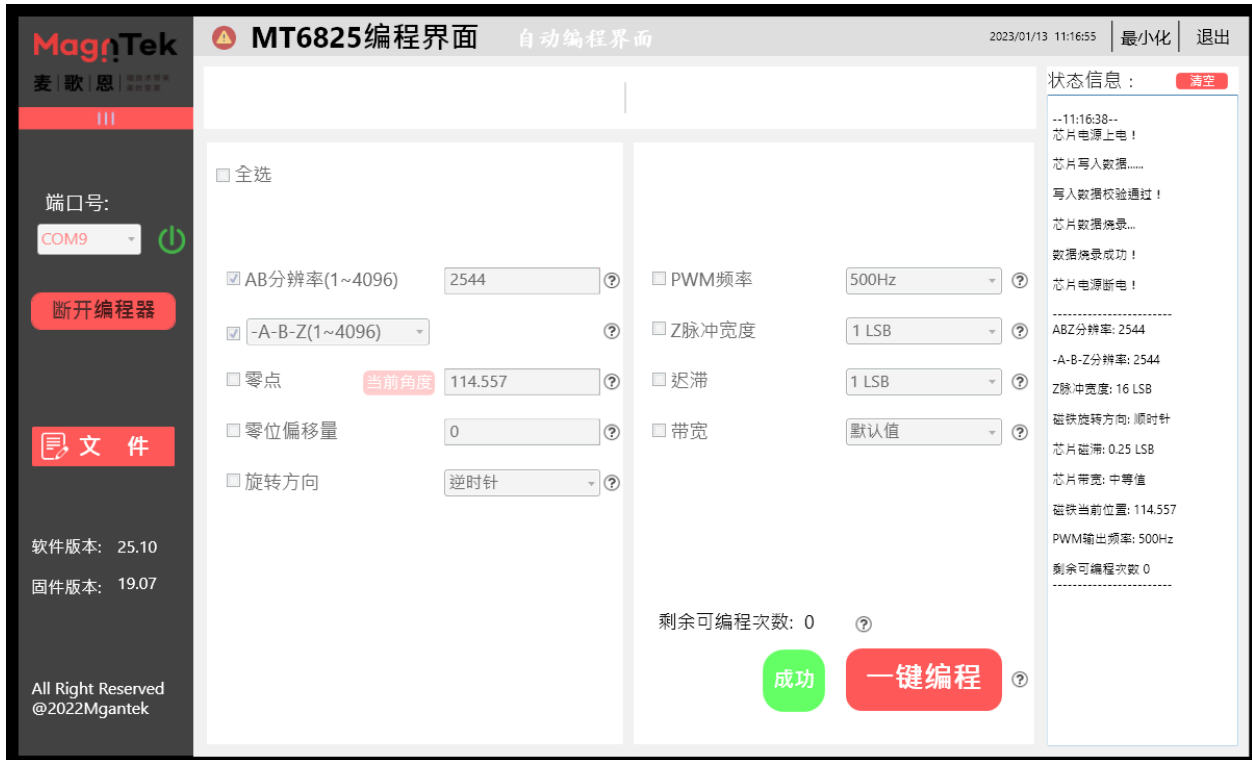 MagnTek
麦|歌|恩
MT6825编程界面
自动编程界面
2023/01/13 11:16:55
最小化
退出
端口号:
COM9
断开编程器
文 件
软件版本: 25.10
固件版本: 19.07
All Right Reserved
@2022Mgantek
全选
AB分辨率(1~4096) 2544
-A-B-Z(1~4096)
零点 当前角度 114.557
零位偏移量 0
旋转方向 逆时针
PWM频率 500Hz
Z脉冲宽度 1 LSB
迟滞 1 LSB
带宽 默认值
剩余可编程次数: 0
成功
一键编程
状态信息：
清空
--11:16:38--
芯片电源上电！
芯片写入数据......
写入数据校验通过！
芯片数据烧录...
数据烧录成功！
芯片电源断电！
------------------------
ABZ分辨率: 2544
-A-B-Z分辨率: 2544
Z脉冲宽度: 16 LSB
磁铁旋转方向: 顺时针
芯片磁滞: 0.25 LSB
芯片带宽: 中等值
磁铁当前位置: 114.557
PWM输出频率: 500Hz
剩余可编程次数 0
------------------------